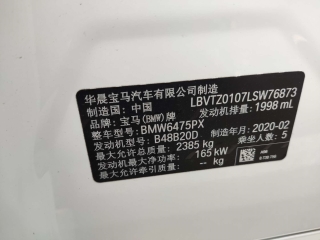 华晨宝马汽车有限公司制造
制造国: 中国 LBVTZ0107LSW76873
品牌: 宝马(BMW)牌 发动机排量: 1998 mL
整车型号: BMW6475PX
发动机型号: B48B20D 制造年月: 2020-02
最大允许总质量: 2385 kg 乘坐人数: 5
发动机最大净功率: 165 kW
最大允许牵引质量: -- kg